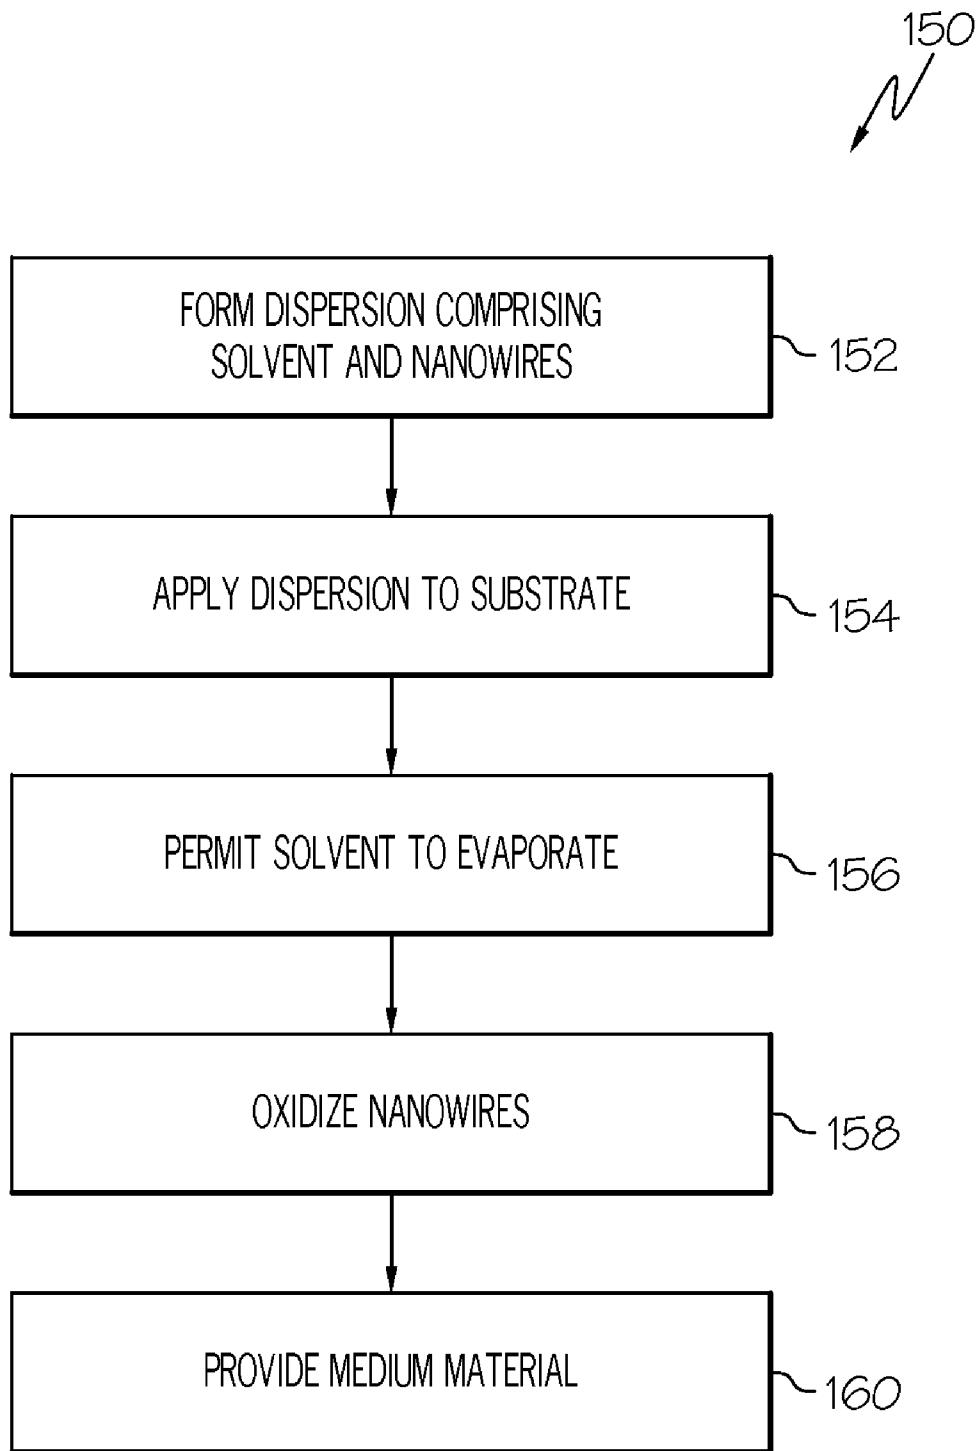 150
FORM DISPERSION COMPRISING
SOLVENT AND NANOWIRES
152
APPLY DISPERSION TO SUBSTRATE
154
PERMIT SOLVENT TO EVAPORATE
156
OXIDIZE NANOWIRES
158
PROVIDE MEDIUM MATERIAL
160